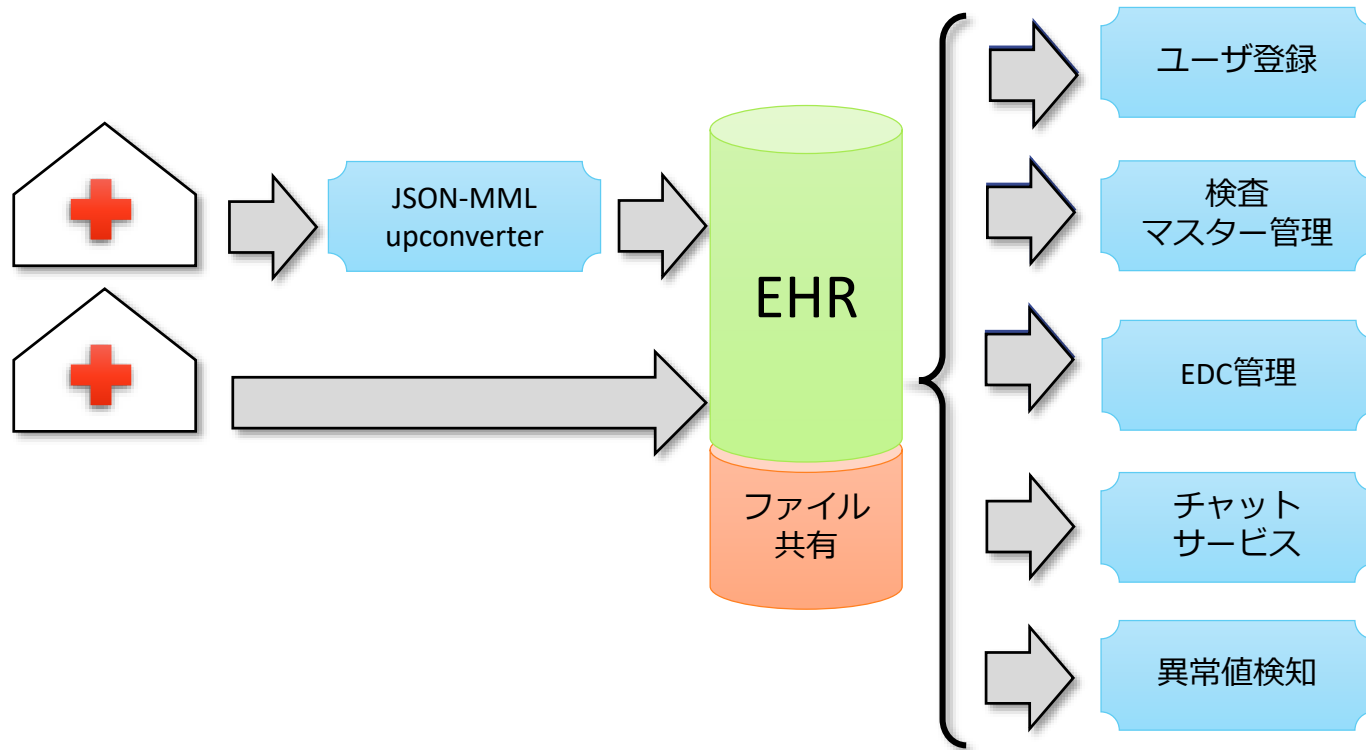 JSON-MML
upconverter
EHR
ファイル
共有
ユーザ登録
検査
マスター管理
EDC管理
チャット
サービス
異常値検知